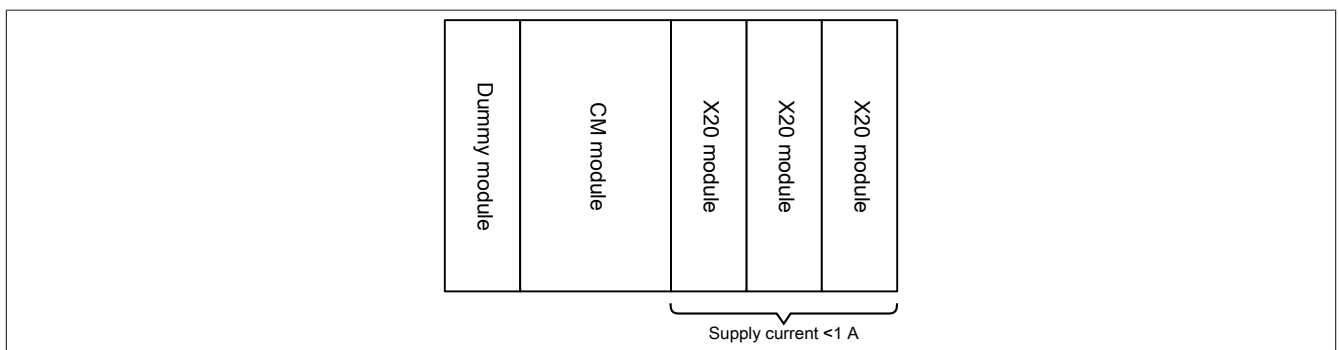 Dummy module
CM module
X20 module
X20 module
X20 module
Supply current <1 A